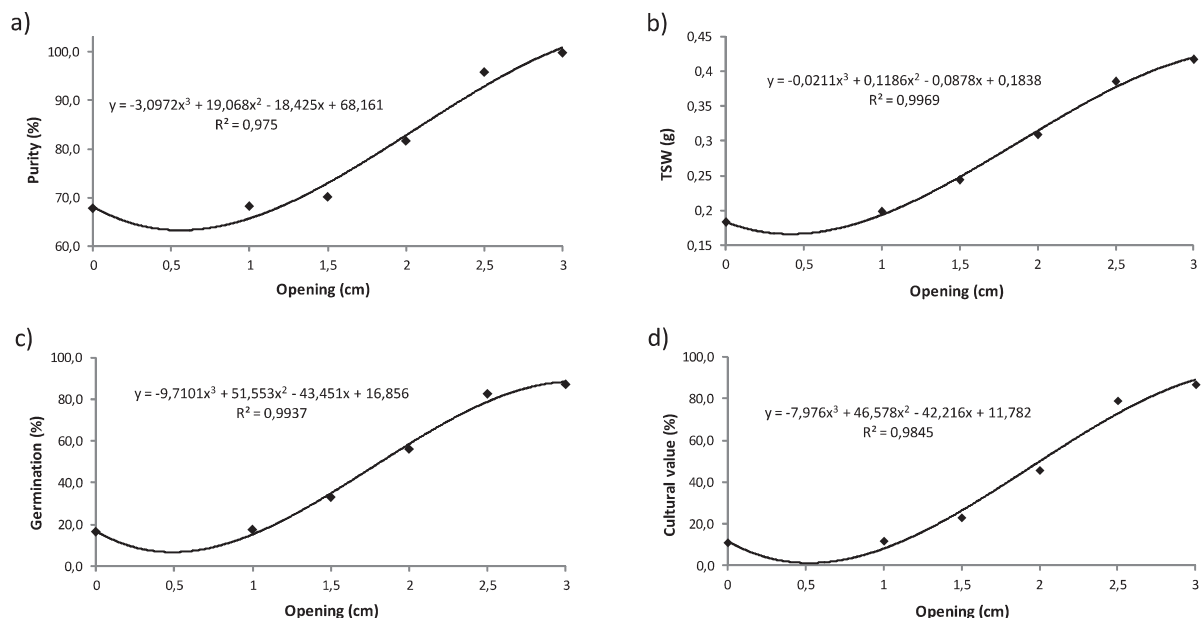 a)
100,0
90,0
80,0
70,0
60,0
Purity (%)
y = -3,0972x³ + 19,068x² - 18,425x + 68,161
R² = 0,975
0 0,5 1 1,5 2 2,5 3
Opening (cm)
b)
0,45
0,4
0,35
0,3
0,25
0,2
0,15
TSW (g)
y = -0,0211x³ + 0,1186x² - 0,0878x + 0,1838
R² = 0,9969
0 0,5 1 1,5 2 2,5 3
Opening (cm)
c)
100,0
80,0
60,0
40,0
20,0
0,0
Germination (%)
y = -9,7101x³ + 51,553x² - 43,451x + 16,856
R² = 0,9937
0 0,5 1 1,5 2 2,5 3
Opening (cm)
d)
100,0
80,0
60,0
40,0
20,0
0,0
Cultural value (%)
y = -7,976x³ + 46,578x² - 42,216x + 11,782
R² = 0,9845
0 0,5 1 1,5 2 2,5 3
Opening (cm)